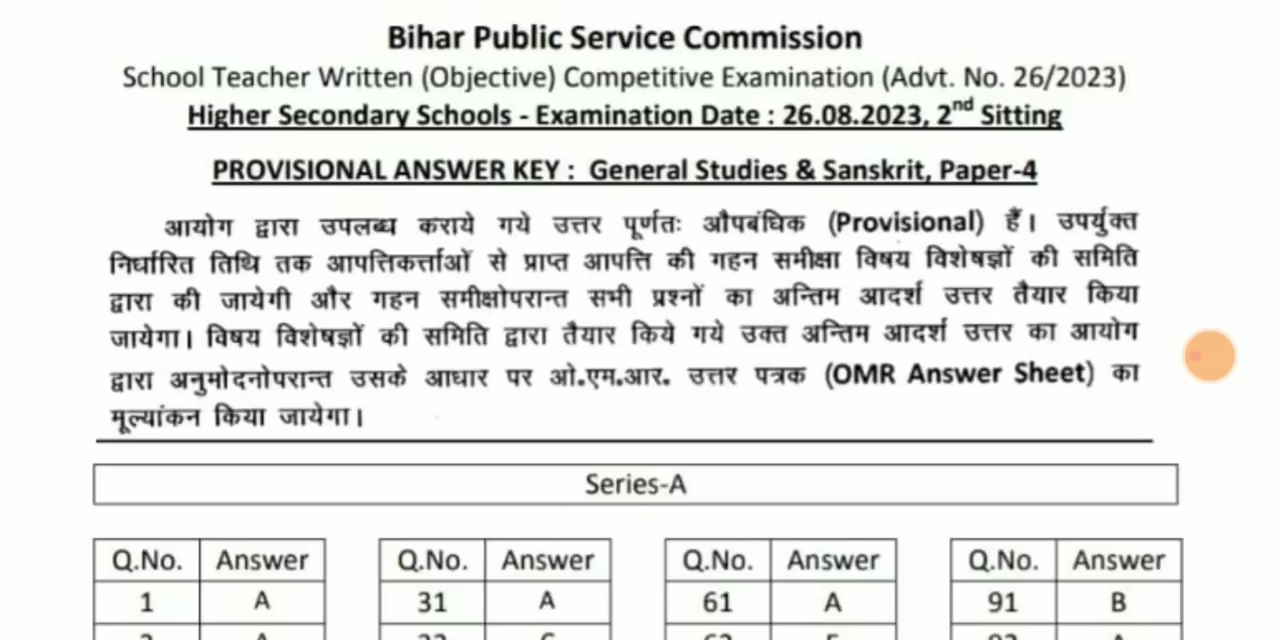 Bihar Public Service Commission
School Teacher Written (Objective) Competitive Examination (Advt. No. 26/2023)
Higher Secondary Schools - Examination Date : 26.08.2023, 2nd Sitting
PROVISIONAL ANSWER KEY : General Studies & Sanskrit, Paper-4
आयोग द्वारा उपलब्ध कराये गये उत्तर पूर्णतः औपबंधिक (Provisional) हैं। उपर्युक्त
निर्धारित तिथि तक आपत्तिकर्त्ताओं से प्राप्त आपत्ति की गहन समीक्षा विषय विशेषज्ञों की समिति
द्वारा की जायेगी और गहन समीक्षोपरान्त सभी प्रश्नों का अन्तिम आदर्श उत्तर तैयार किया
जायेगा। विषय विशेषज्ञों की समिति द्वारा तैयार किये गये उक्त अन्तिम आदर्श उत्तर का आयोग
द्वारा अनुमोदनोपरान्त उसके आधार पर ओ.एम.आर. उत्तर पत्रक (OMR Answer Sheet) का
मूल्यांकन किया जायेगा।
Series-A
Q.No. Answer Q.No. Answer Q.No. Answer Q.No. Answer
1 A 31 A 61 A 91 B